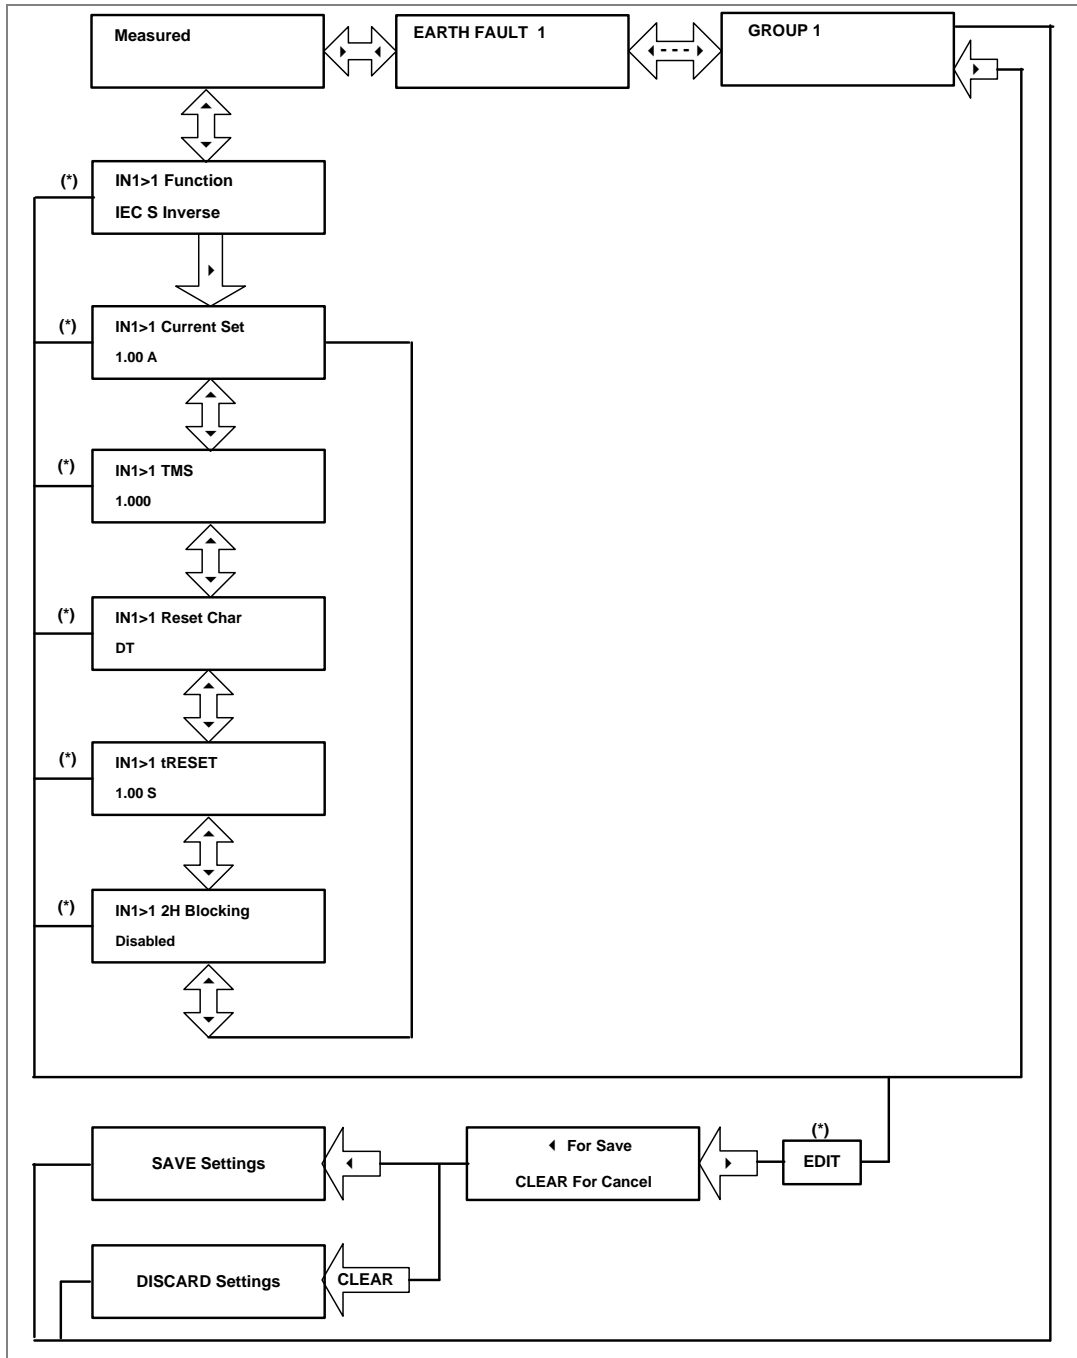 Measured
EARTH FAULT 1
GROUP 1
(*)
IN1>1 Function
IEC S Inverse
(*)
IN1>1 Current Set
1.00 A
(*)
IN1>1 TMS
1.000
(*)
IN1>1 Reset Char
DT
(*)
IN1>1 tRESET
1.00 S
(*)
IN1>1 2H Blocking
Disabled
SAVE Settings
For Save
CLEAR For Cancel
(*)
EDIT
DISCARD Settings
CLEAR